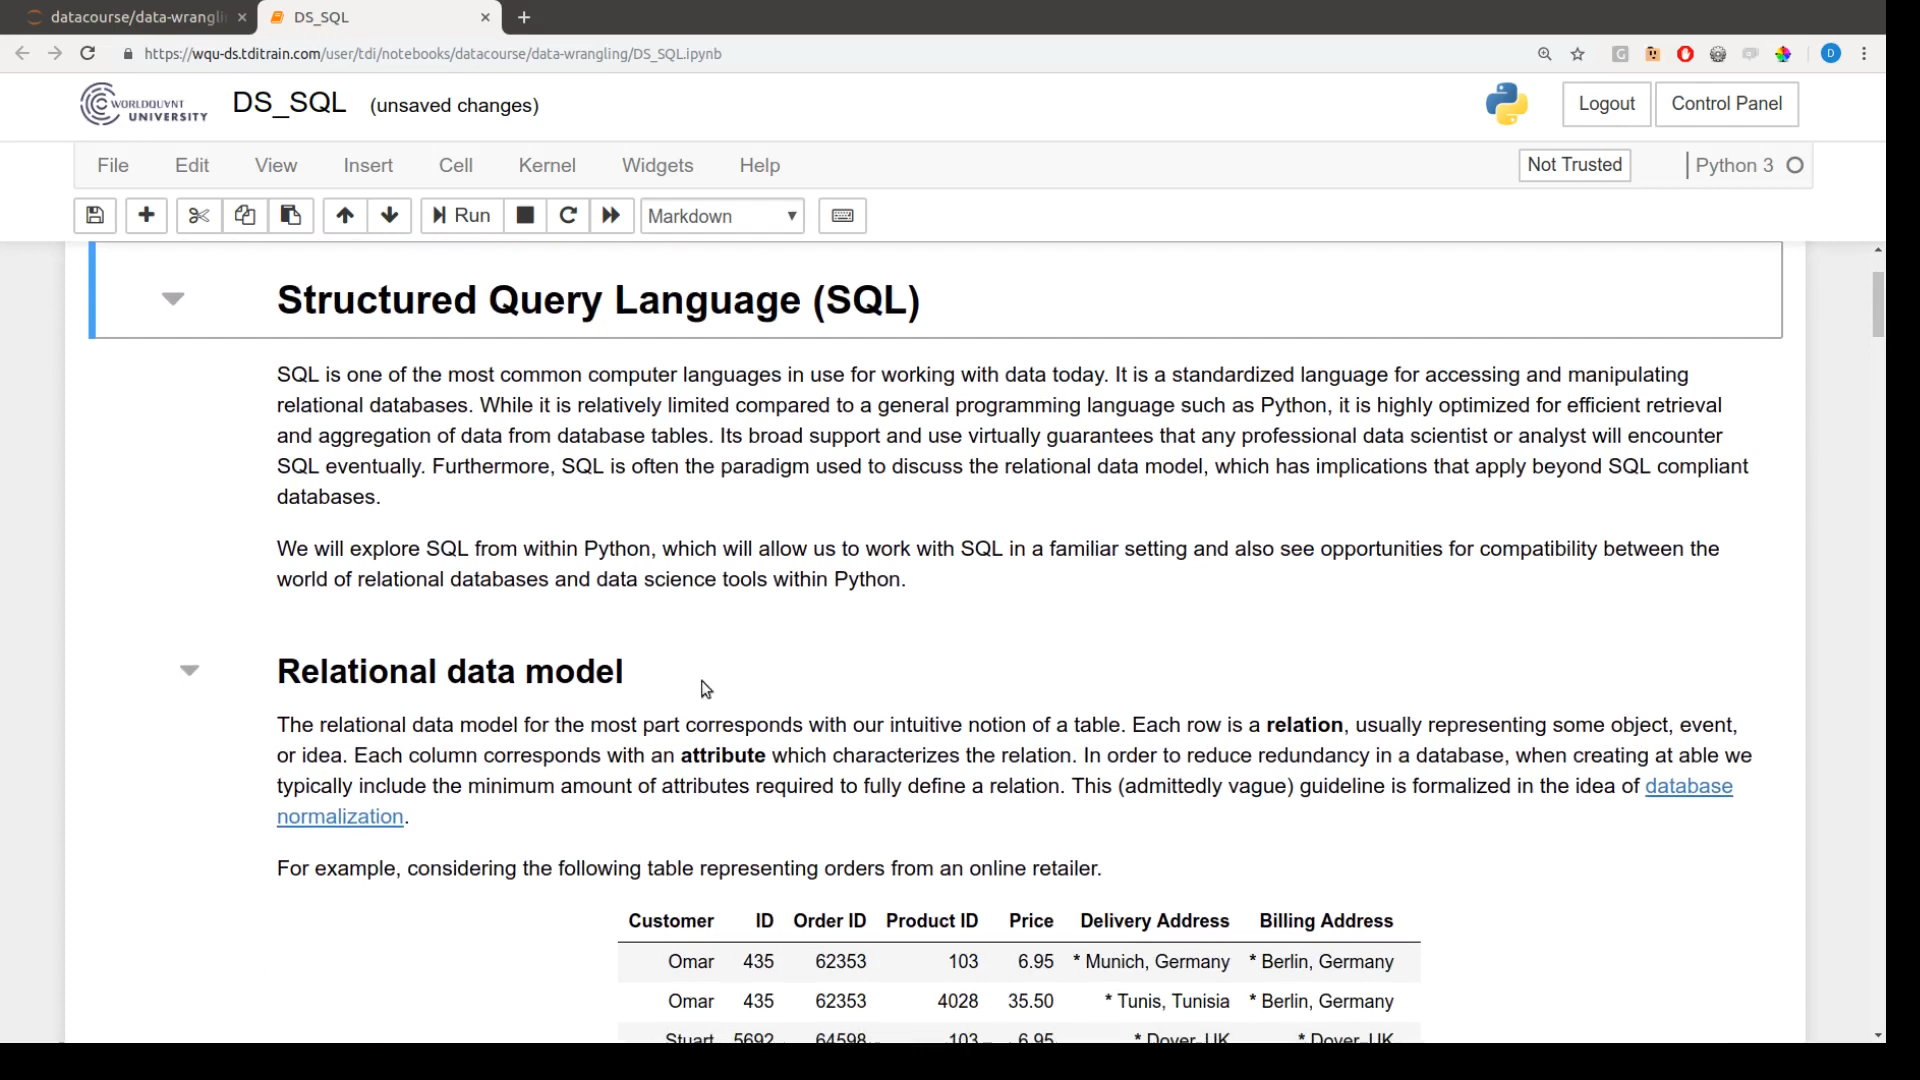 datacourse/data-wrangli
DS_SQL
https://wqu-ds.tditrain.com/user/tdi/notebooks/datacourse/data-wrangling/DS_SQL.ipynb
D
WORLDQUANT
UNIVERSITY
DS_SQL (unsaved changes)
Logout
Control Panel
File Edit View Insert Cell Kernel Widgets Help
Not Trusted
Python 3
Run
Markdown
Structured Query Language (SQL)
SQL is one of the most common computer languages in use for working with data today. It is a standardized language for accessing and manipulating
relational databases. While it is relatively limited compared to a general programming language such as Python, it is highly optimized for efficient retrieval
and aggregation of data from database tables. Its broad support and use virtually guarantees that any professional data scientist or analyst will encounter
SQL eventually. Furthermore, SQL is often the paradigm used to discuss the relational data model, which has implications that apply beyond SQL compliant
databases.
We will explore SQL from within Python, which will allow us to work with SQL in a familiar setting and also see opportunities for compatibility between the
world of relational databases and data science tools within Python.
Relational data model
The relational data model for the most part corresponds with our intuitive notion of a table. Each row is a relation, usually representing some object, event,
or idea. Each column corresponds with an attribute which characterizes the relation. In order to reduce redundancy in a database, when creating at able we
typically include the minimum amount of attributes required to fully define a relation. This (admittedly vague) guideline is formalized in the idea of database
normalization.
For example, considering the following table representing orders from an online retailer.
Customer ID Order ID Product ID Price Delivery Address Billing Address
Omar 435 62353 103 6.95 * Munich, Germany * Berlin, Germany
Omar 435 62353 4028 35.50 * Tunis, Tunisia * Berlin, Germany
Stuart 5692 64598 103 6.95 * Dover, UK * Dover, UK